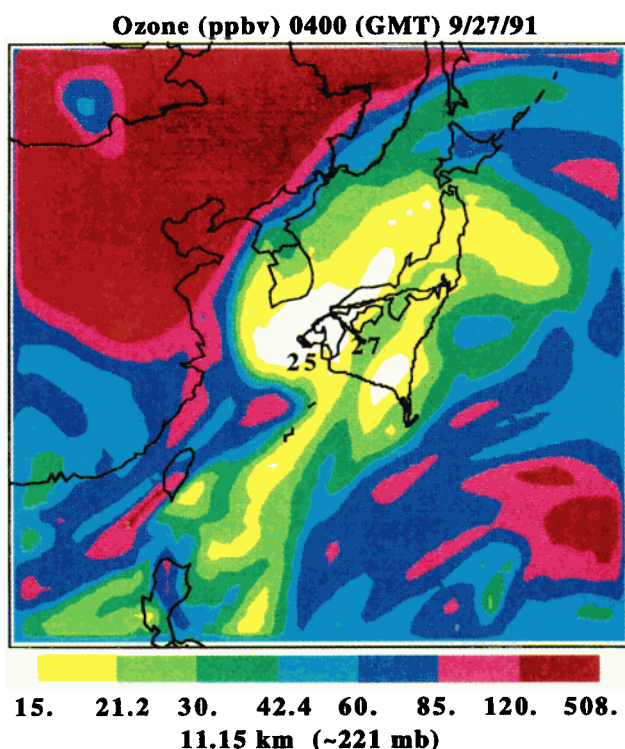 Ozone (ppbv) 0400 (GMT) 9/27/91
25 27
15. 21.2 30. 42.4 60. 85. 120. 508.
11.15 km (~221 mb)